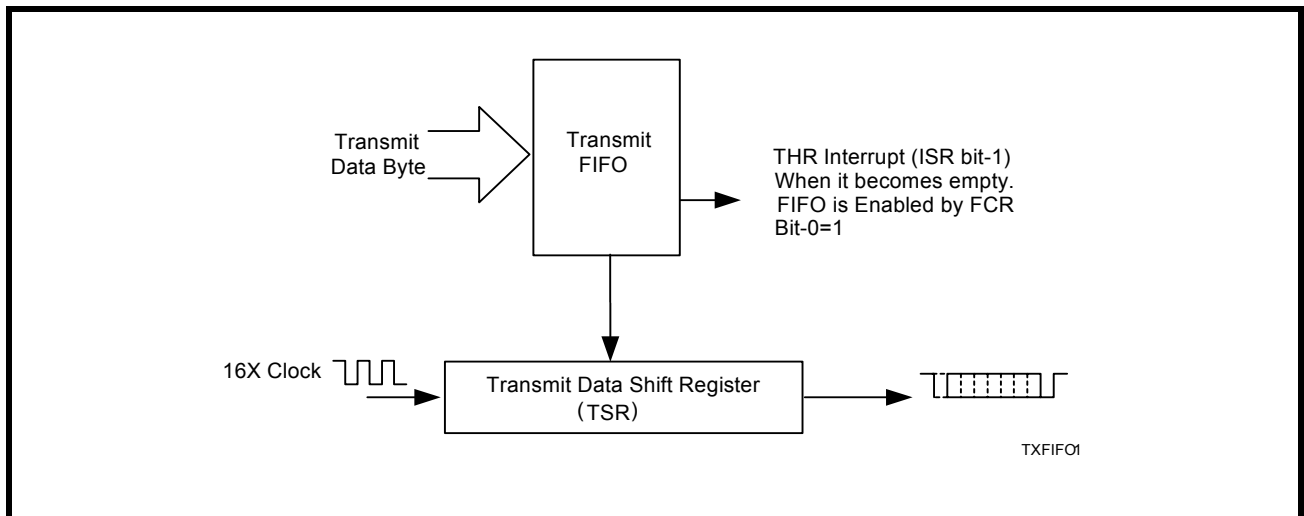 Transmit
FIFO
Transmit
Data Byte
THR Interrupt (ISR bit-1)
When it becomes empty.
FIFO is Enabled by FCR
Bit-0=1
16X Clock
Transmit Data Shift Register
(TSR)
TXFIFO1